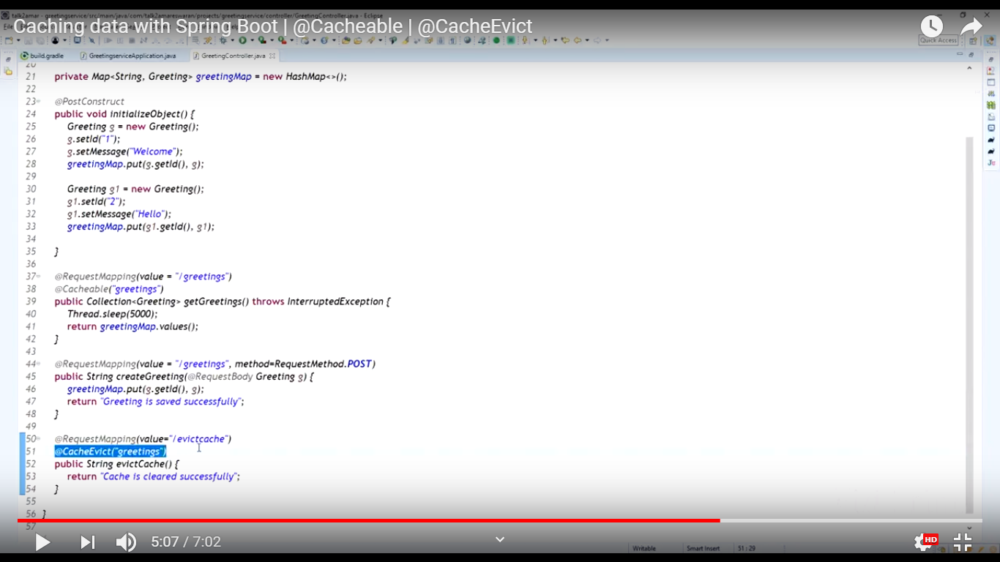 talk2amar - greetingservice/src/main/java/com/talk2amareswaran/projects/greetingservice/controller/GreetingController.java - Eclipse
Caching data with Spring Boot | @Cacheable | @CacheEvict
Quick Access
build.gradle GreetingserviceApplication.java GreetingController.java
20
21 private Map<String, Greeting> greetingMap = new HashMap<>();
22
23 @PostConstruct
24 public void initializeObject() {
25 Greeting g = new Greeting();
26 g.setId("1");
27 g.setMessage("Welcome");
28 greetingMap.put(g.getId(), g);
29
30 Greeting g1 = new Greeting();
31 g1.setId("2");
32 g1.setMessage("Hello");
33 greetingMap.put(g1.getId(), g1);
34
35 }
36
37 @RequestMapping(value = "/greetings")
38 @Cacheable("greetings")
39 public Collection<Greeting> getGreetings() throws InterruptedException {
40 Thread.sleep(5000);
41 return greetingMap.values();
42 }
43
44 @RequestMapping(value = "/greetings", method=RequestMethod.POST)
45 public String createGreeting(@RequestBody Greeting g) {
46 greetingMap.put(g.getId(), g);
47 return "Greeting is saved successfully";
48 }
49
50 @RequestMapping(value="/evictcache")
51 @CacheEvict("greetings")
52 public String evictCache() {
53 return "Cache is cleared successfully";
54 }
55
56 }
57
5:07 / 7:02
HD
Writable Smart Insert 51 : 29